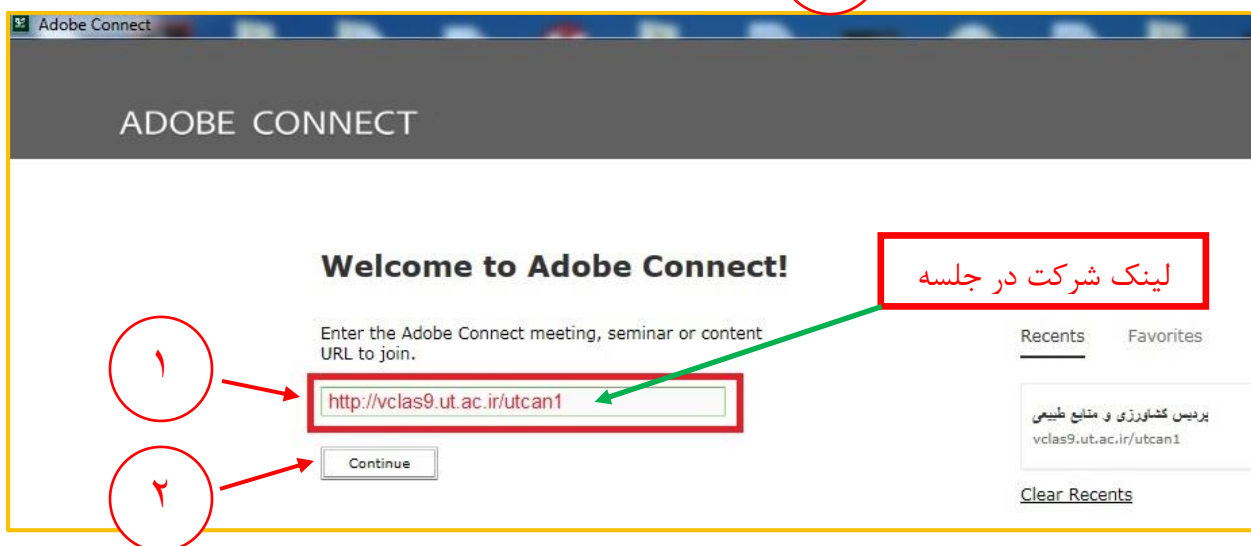 Adobe Connect
ADOBE CONNECT
Welcome to Adobe Connect!
لینک شرکت در جلسه
Enter the Adobe Connect meeting, seminar or content
URL to join.
Recents Favorites
۱
http://vclas9.ut.ac.ir/utcan1
پردیس کشاورزی و منابع طبیعی
vclas9.ut.ac.ir/utcan1
Continue
۲
Clear Recents